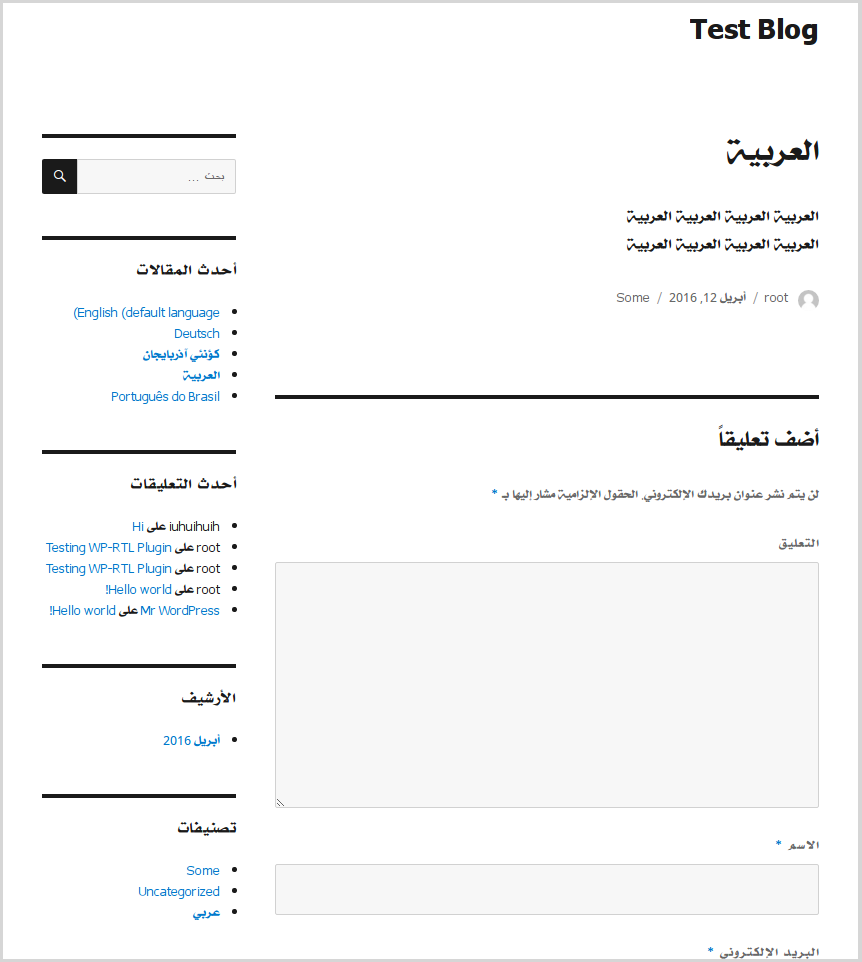 Test Blog
العربية
العربية العربية العربية العربية
العربية العربية العربية العربية
root / أبريل 12, 2016 / Some
أضف تعليقاً
لن يتم نشر عنوان بريدك الإلكتروني. الحقول الإلزامية مشار إليها بـ *
التعليق
الاسم *
البريد الإلكتروني *
بحث …
أحدث المقالات
English (default language)
Deutsch
گؤنئي آذربایجان
العربية
Português do Brasil
أحدث التعليقات
iuhuihuih على Hi
root على Testing WP-RTL Plugin
root على Testing WP-RTL Plugin
root على Hello world!
Mr WordPress على Hello world!
الأرشيف
أبريل 2016
تصنيفات
Some
Uncategorized
عربي